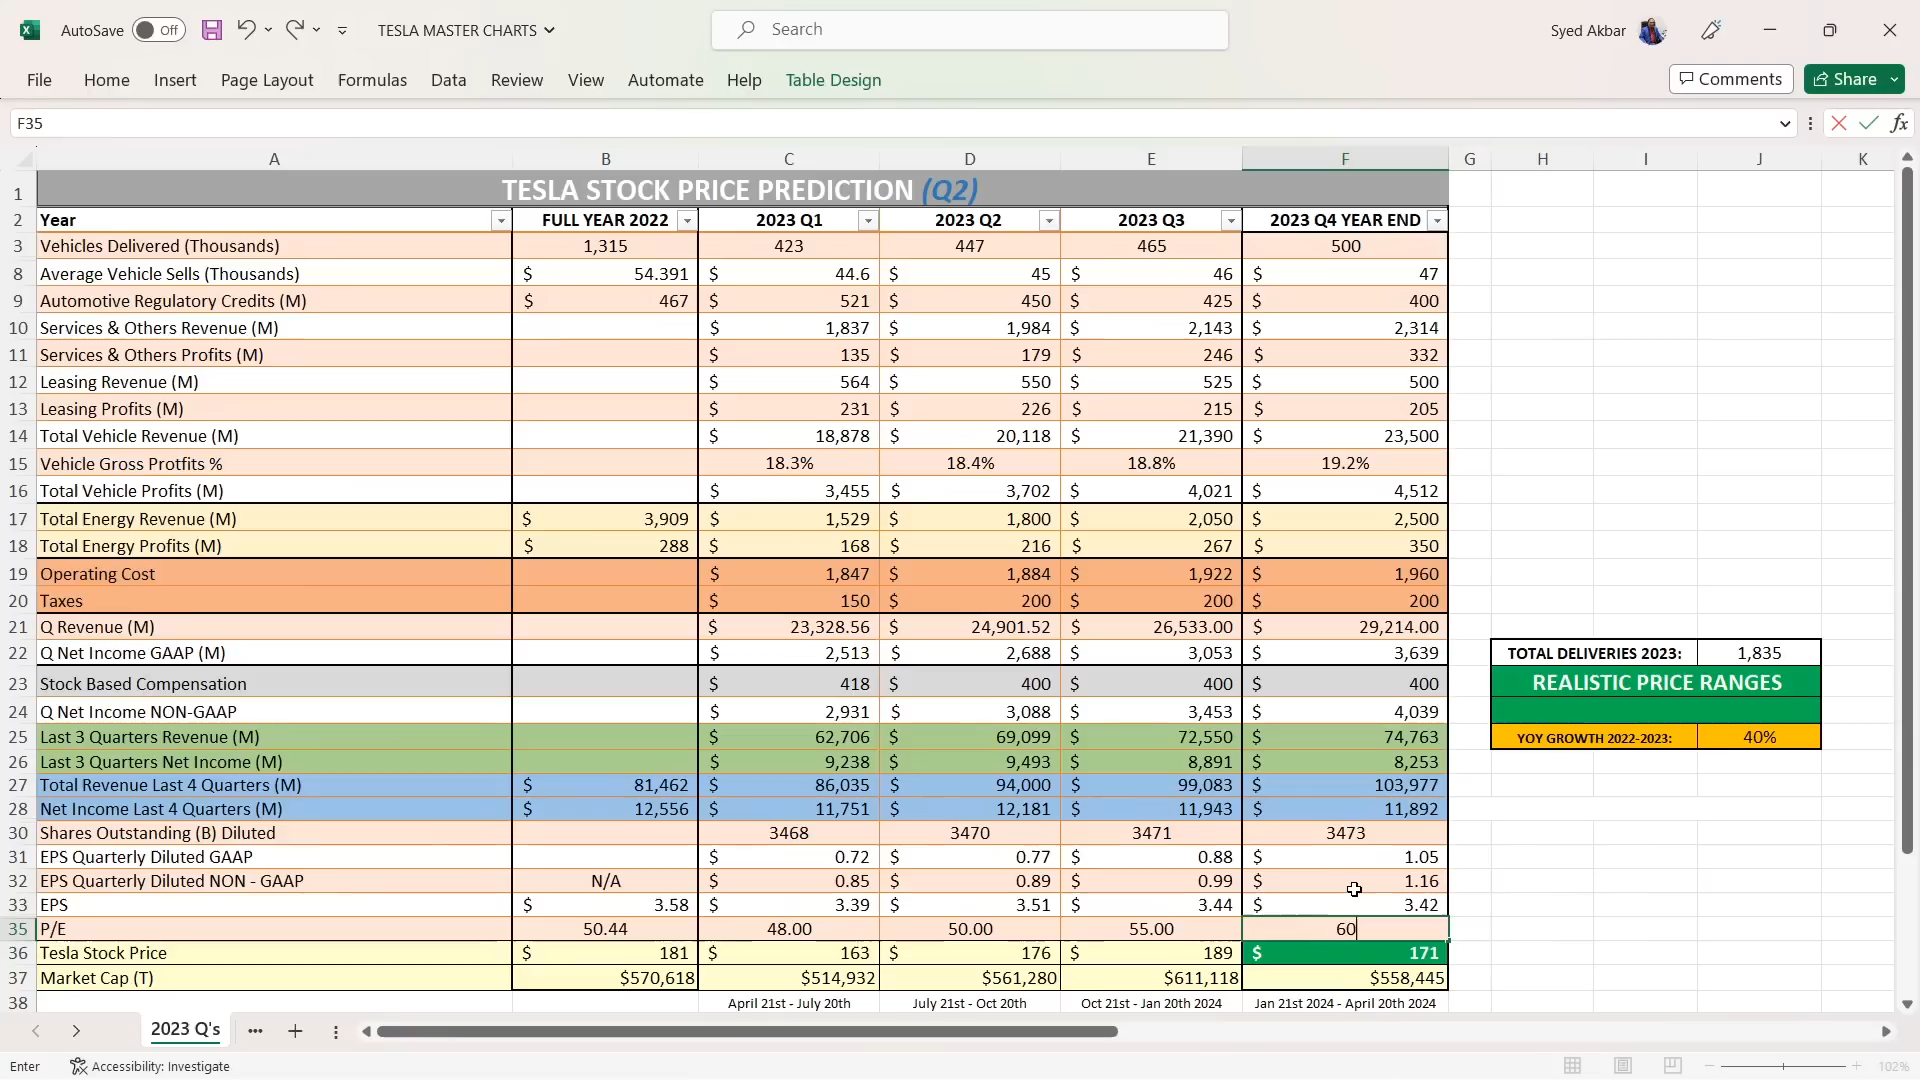 AutoSave Off TESLA MASTER CHARTS Search Syed Akbar
File Home Insert Page Layout Formulas Data Review View Automate Help Table Design Comments Share
F35 fx
A B C D E F G H I J K
1 TESLA STOCK PRICE PREDICTION (Q2)
2 Year FULL YEAR 2022 2023 Q1 2023 Q2 2023 Q3 2023 Q4 YEAR END
3 Vehicles Delivered (Thousands) 1,315 423 447 465 500
8 Average Vehicle Sells (Thousands) $ 54.391 $ 44.6 $ 45 $ 46 $ 47
9 Automotive Regulatory Credits (M) $ 467 $ 521 $ 450 $ 425 $ 400
10 Services & Others Revenue (M) $ 1,837 $ 1,984 $ 2,143 $ 2,314
11 Services & Others Profits (M) $ 135 $ 179 $ 246 $ 332
12 Leasing Revenue (M) $ 564 $ 550 $ 525 $ 500
13 Leasing Profits (M) $ 231 $ 226 $ 215 $ 205
14 Total Vehicle Revenue (M) $ 18,878 $ 20,118 $ 21,390 $ 23,500
15 Vehicle Gross Protfits % 18.3% 18.4% 18.8% 19.2%
16 Total Vehicle Profits (M) $ 3,455 $ 3,702 $ 4,021 $ 4,512
17 Total Energy Revenue (M) $ 3,909 $ 1,529 $ 1,800 $ 2,050 $ 2,500
18 Total Energy Profits (M) $ 288 $ 168 $ 216 $ 267 $ 350
19 Operating Cost $ 1,847 $ 1,884 $ 1,922 $ 1,960
20 Taxes $ 150 $ 200 $ 200 $ 200
21 Q Revenue (M) $ 23,328.56 $ 24,901.52 $ 26,533.00 $ 29,214.00
22 Q Net Income GAAP (M) $ 2,513 $ 2,688 $ 3,053 $ 3,639 TOTAL DELIVERIES 2023: 1,835
23 Stock Based Compensation $ 418 $ 400 $ 400 $ 400 REALISTIC PRICE RANGES
24 Q Net Income NON-GAAP $ 2,931 $ 3,088 $ 3,453 $ 4,039
25 Last 3 Quarters Revenue (M) $ 62,706 $ 69,099 $ 72,550 $ 74,763 YOY GROWTH 2022-2023: 40%
26 Last 3 Quarters Net Income (M) $ 9,238 $ 9,493 $ 8,891 $ 8,253
27 Total Revenue Last 4 Quarters (M) $ 81,462 $ 86,035 $ 94,000 $ 99,083 $ 103,977
28 Net Income Last 4 Quarters (M) $ 12,556 $ 11,751 $ 12,181 $ 11,943 $ 11,892
30 Shares Outstanding (B) Diluted 3468 3470 3471 3473
31 EPS Quarterly Diluted GAAP $ 0.72 $ 0.77 $ 0.88 $ 1.05
32 EPS Quarterly Diluted NON - GAAP N/A $ 0.85 $ 0.89 $ 0.99 $ 1.16
33 EPS $ 3.58 $ 3.39 $ 3.51 $ 3.44 $ 3.42
35 P/E 50.44 48.00 50.00 55.00 60
36 Tesla Stock Price $ 181 $ 163 $ 176 $ 189 $ 171
37 Market Cap (T) $570,618 $514,932 $561,280 $611,118 $558,445
38 April 21st - July 20th July 21st - Oct 20th Oct 21st - Jan 20th 2024 Jan 21st 2024 - April 20th 2024
2023 Q's
Enter Accessibility: Investigate 102%